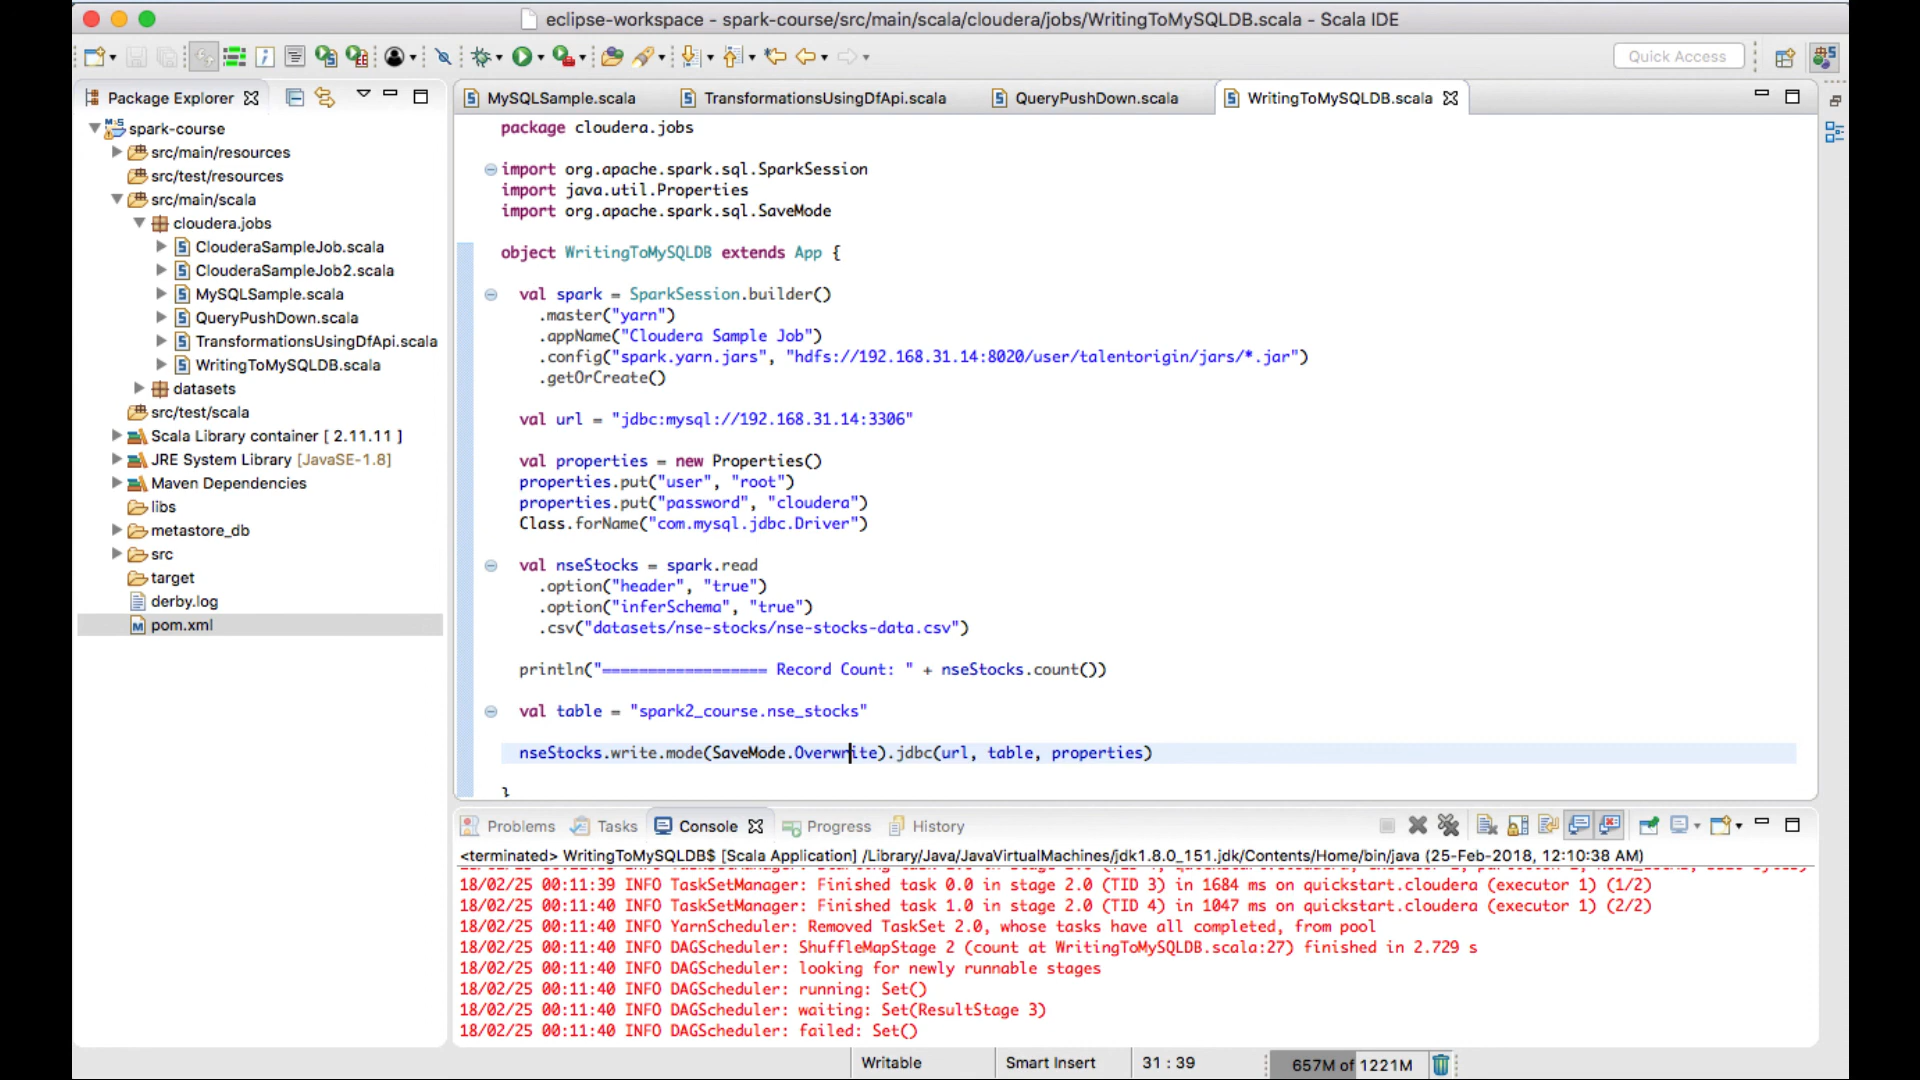 eclipse-workspace - spark-course/src/main/scala/cloudera/jobs/WritingToMySQLDB.scala - Scala IDE
Quick Access
Package Explorer
spark-course
src/main/resources
src/test/resources
src/main/scala
cloudera.jobs
ClouderaSampleJob.scala
ClouderaSampleJob2.scala
MySQLSample.scala
QueryPushDown.scala
TransformationsUsingDfApi.scala
WritingToMySQLDB.scala
datasets
src/test/scala
Scala Library container [ 2.11.11 ]
JRE System Library [JavaSE-1.8]
Maven Dependencies
libs
metastore_db
src
target
derby.log
pom.xml
MySQLSample.scala
TransformationsUsingDfApi.scala
QueryPushDown.scala
WritingToMySQLDB.scala
package cloudera.jobs
import org.apache.spark.sql.SparkSession
import java.util.Properties
import org.apache.spark.sql.SaveMode
object WritingToMySQLDB extends App {
val spark = SparkSession.builder()
.master("yarn")
.appName("Cloudera Sample Job")
.config("spark.yarn.jars", "hdfs://192.168.31.14:8020/user/talentorigin/jars/*.jar")
.getOrCreate()
val url = "jdbc:mysql://192.168.31.14:3306"
val properties = new Properties()
properties.put("user", "root")
properties.put("password", "cloudera")
Class.forName("com.mysql.jdbc.Driver")
val nseStocks = spark.read
.option("header", "true")
.option("inferSchema", "true")
.csv("datasets/nse-stocks/nse-stocks-data.csv")
println("================== Record Count: " + nseStocks.count())
val table = "spark2_course.nse_stocks"
nseStocks.write.mode(SaveMode.Overwrite).jdbc(url, table, properties)
}
Problems
Tasks
Console
Progress
History
<terminated> WritingToMySQLDB$ [Scala Application] /Library/Java/JavaVirtualMachines/jdk1.8.0_151.jdk/Contents/Home/bin/java (25-Feb-2018, 12:10:38 AM)
18/02/25 00:11:39 INFO TaskSetManager: Finished task 0.0 in stage 2.0 (TID 3) in 1684 ms on quickstart.cloudera (executor 1) (1/2)
18/02/25 00:11:40 INFO TaskSetManager: Finished task 1.0 in stage 2.0 (TID 4) in 1047 ms on quickstart.cloudera (executor 1) (2/2)
18/02/25 00:11:40 INFO YarnScheduler: Removed TaskSet 2.0, whose tasks have all completed, from pool
18/02/25 00:11:40 INFO DAGScheduler: ShuffleMapStage 2 (count at WritingToMySQLDB.scala:27) finished in 2.729 s
18/02/25 00:11:40 INFO DAGScheduler: looking for newly runnable stages
18/02/25 00:11:40 INFO DAGScheduler: running: Set()
18/02/25 00:11:40 INFO DAGScheduler: waiting: Set(ResultStage 3)
18/02/25 00:11:40 INFO DAGScheduler: failed: Set()
Writable
Smart Insert
31 : 39
657M of 1221M